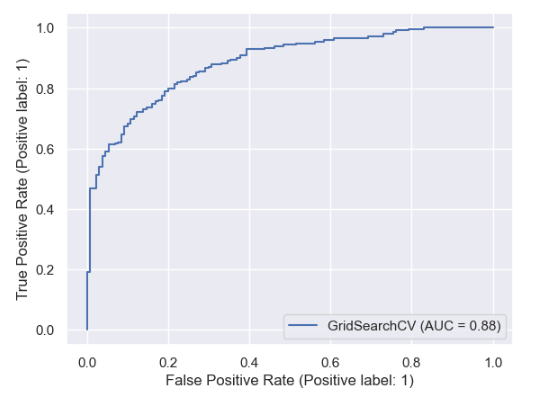 1.0
0.8
0.6
0.4
0.2
0.0
True Positive Rate (Positive label: 1)
GridSearchCV (AUC = 0.88)
0.0 0.2 0.4 0.6 0.8 1.0
False Positive Rate (Positive label: 1)